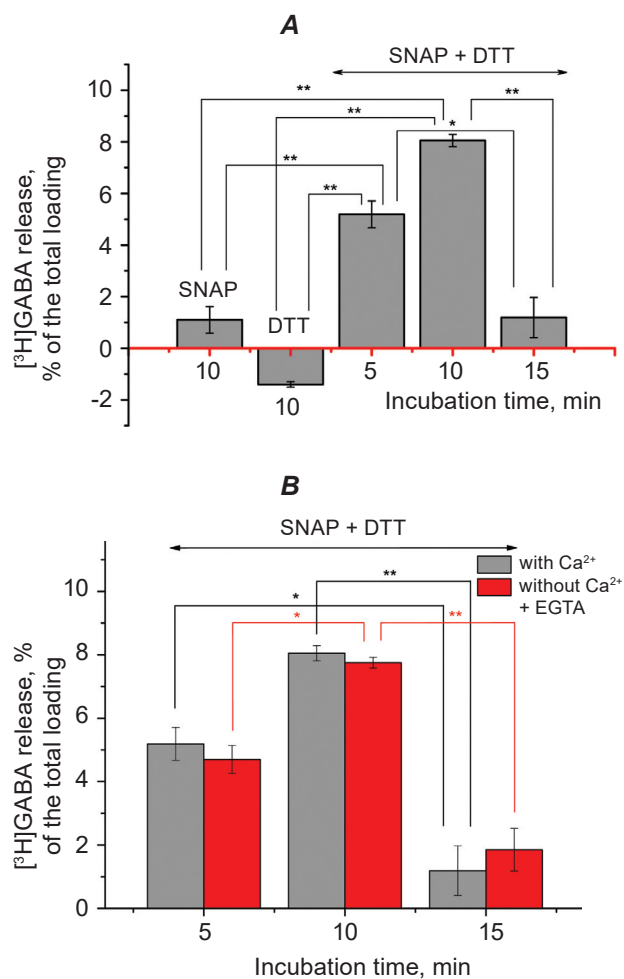 A
SNAP + DTT
**
**
**
*
**
**
SNAP
DTT
10
8
6
4
2
0
-2
10
10
5
10
15
Incubation time, min
[³H]GABA release,
% of the total loading
B
SNAP + DTT
with Ca²⁺
without Ca²⁺
+ EGTA
**
*
*
**
10
8
6
4
2
0
5
10
15
Incubation time, min
[³H]GABA release, %
of the total loading